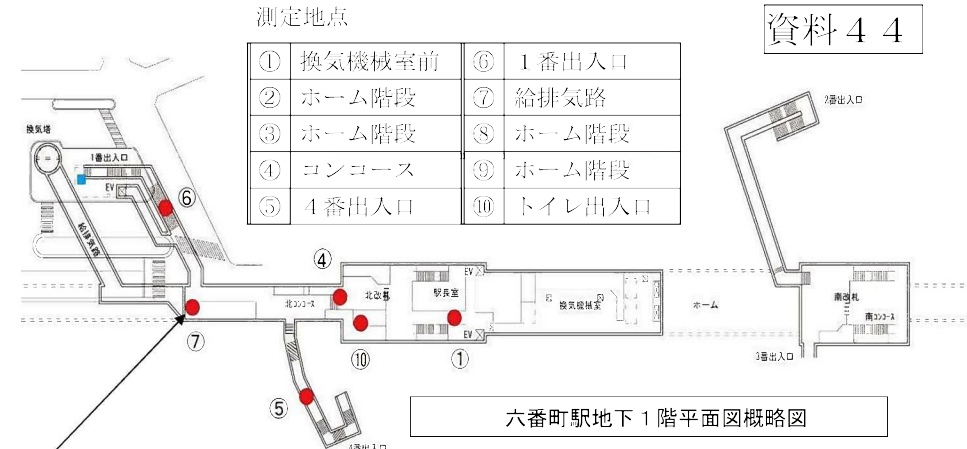 測定地点
資料44
① 換気機械室前 ⑥ 1番出入口
② ホーム階段 ⑦ 給排気路
③ ホーム階段 ⑧ ホーム階段
④ コンコース ⑨ ホーム階段
⑤ 4番出入口 ⑩ トイレ出入口
2番出入口
換気塔
1番出入口
EV
⑥
給排気路
④
EV
北コンコース
北改札
駅長室
換気機械室
ホーム
南改札
南コンコース
⑦
⑩
EV
①
3番出入口
⑤
六番町駅地下1階平面図概略図
4番出入口